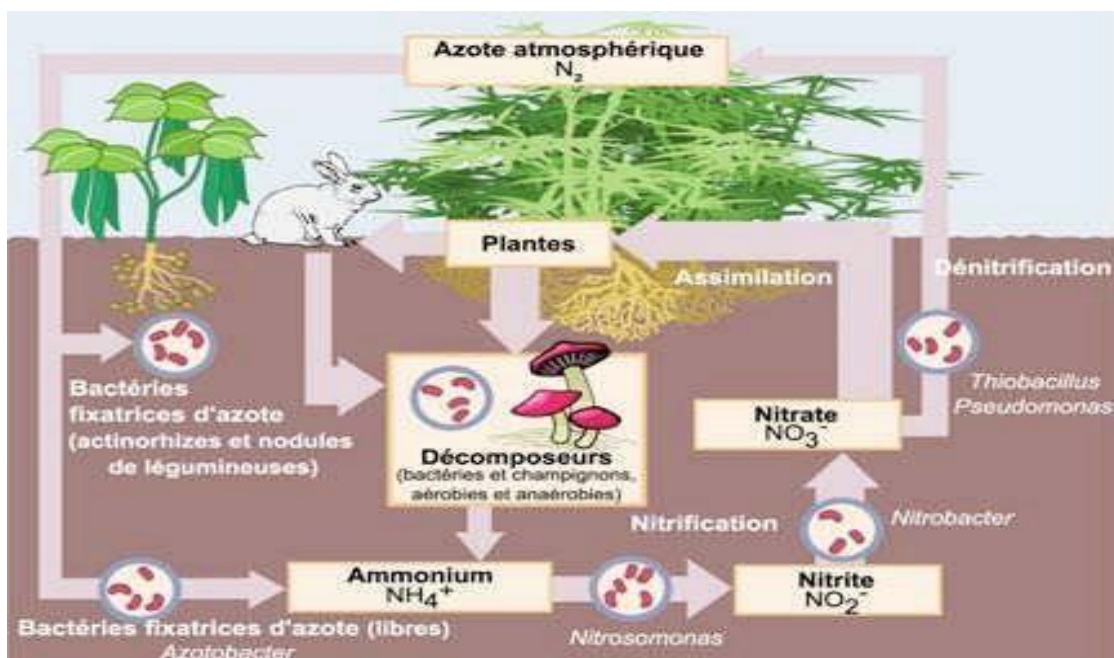 Azote atmosphérique
N₂
Plantes
Assimilation
Dénitrification
Bactéries
fixatrices d'azote
(actinorhizes et nodules
de légumineuses)
Thiobacillus
Pseudomonas
Nitrate
NO₃⁻
Décomposeurs
(bactéries et champignons,
aérobies et anaérobies)
Nitrification
Nitrobacter
Ammonium
NH₄⁺
Nitrite
NO₂⁻
Bactéries fixatrices d'azote (libres)
Azotobacter
Nitrosomonas